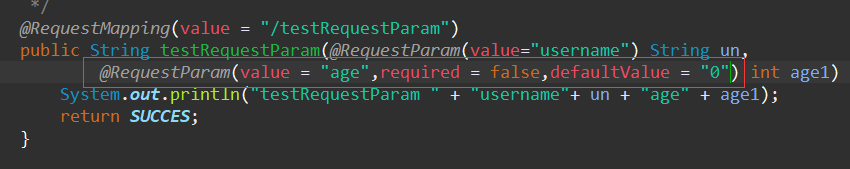 */
@RequestMapping(value = "/testRequestParam")
public String testRequestParam(@RequestParam(value="username") String un,
@RequestParam(value = "age",required = false,defaultValue = "0") int age1)
System.out.println("testRequestParam " + "username"+ un + "age" + age1);
return SUCCES;
}